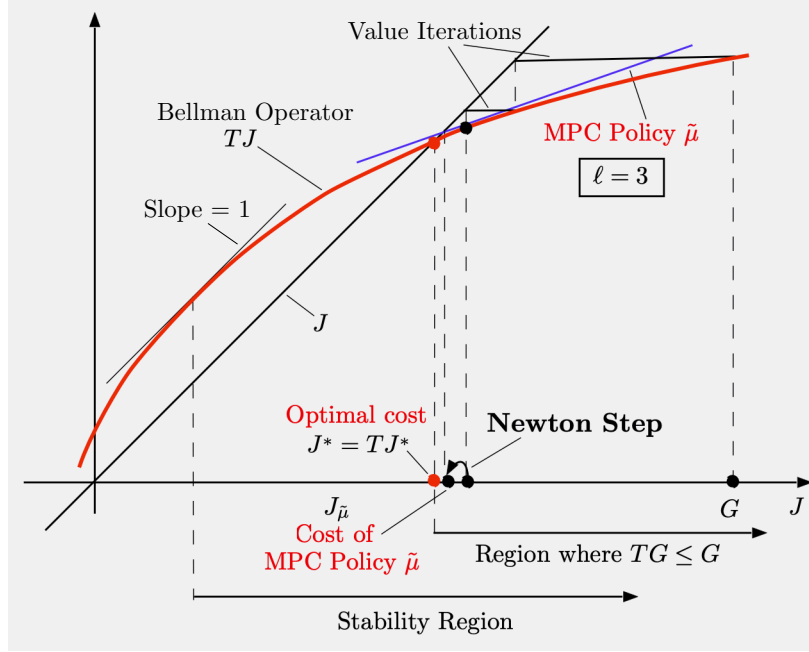 Value Iterations
Bellman Operator
TJ
MPC Policy μ̃
ℓ = 3
Slope = 1
J
Optimal cost
J* = TJ*
Newton Step
J_μ̃
G
J
Cost of
MPC Policy μ̃
Region where TG ≤ G
Stability Region